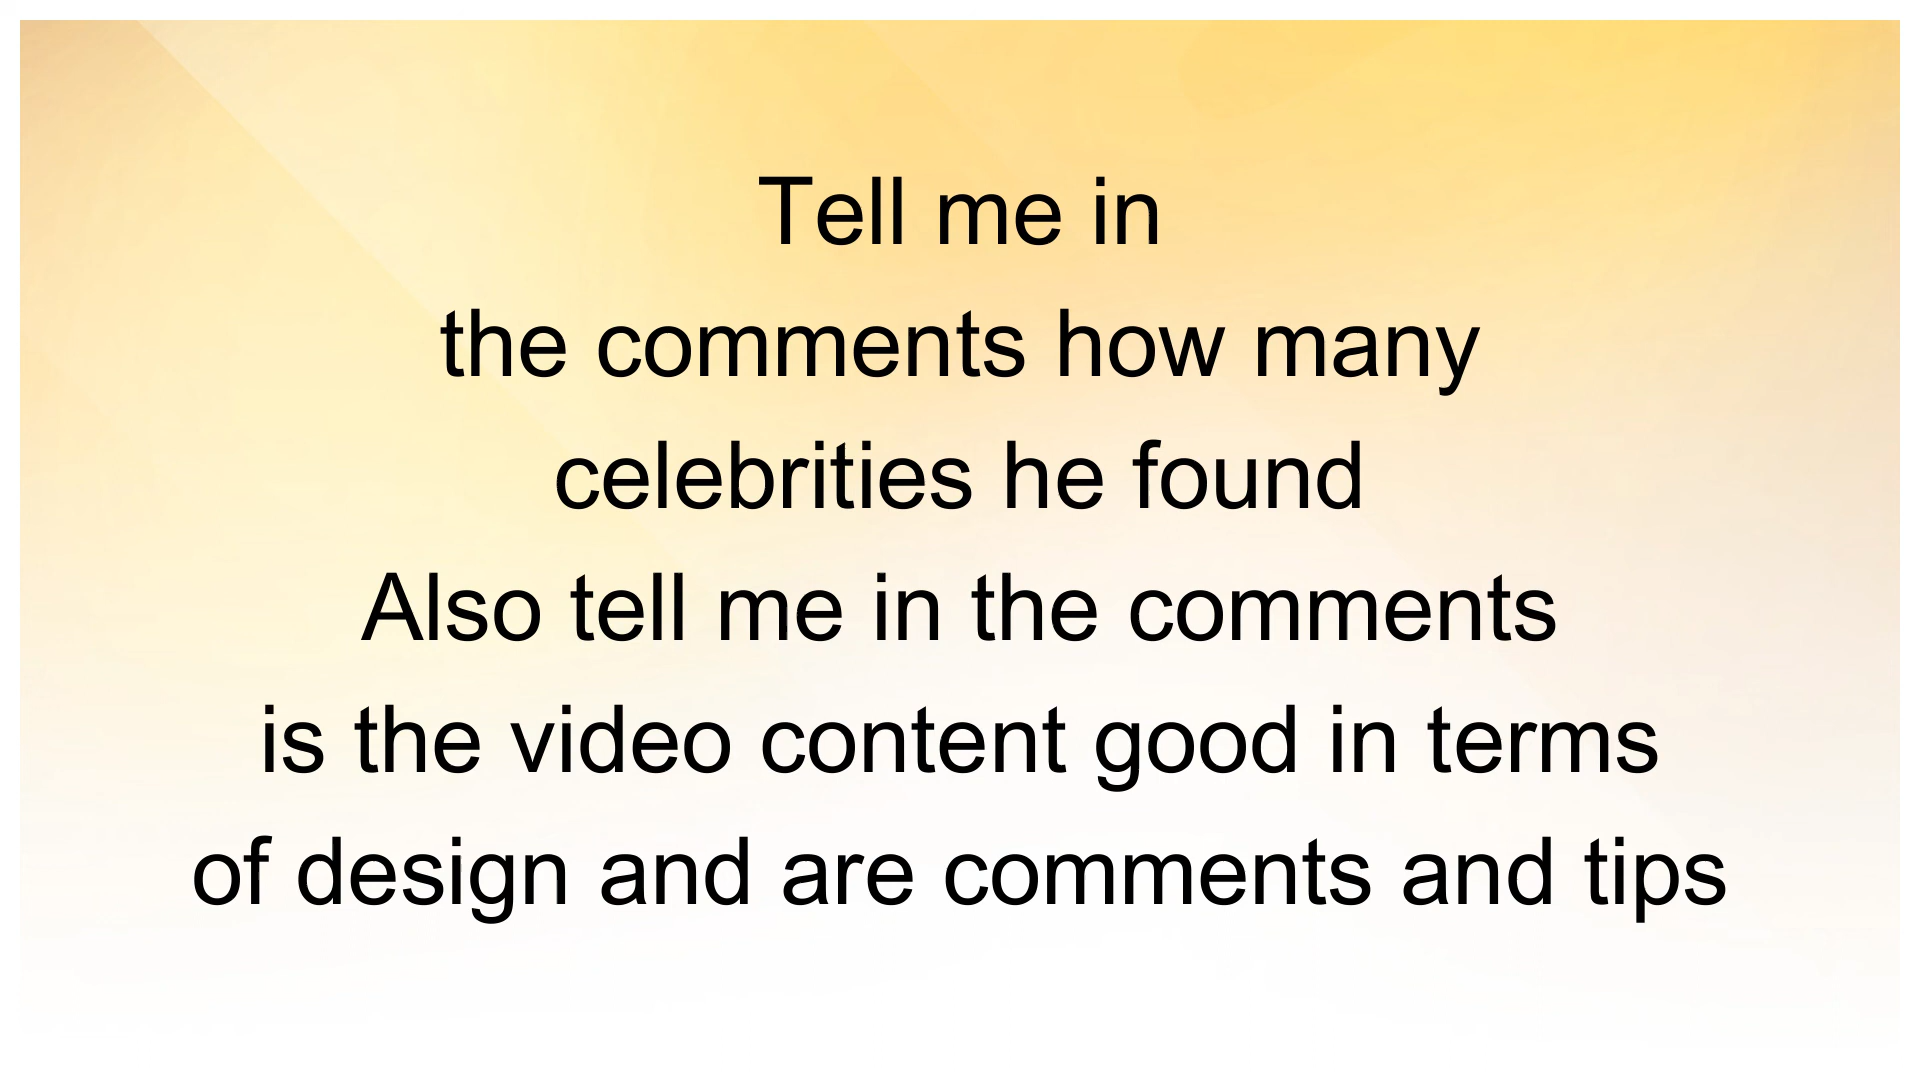 Tell me in
the comments how many
celebrities he found
Also tell me in the comments
is the video content good in terms
of design and are comments and tips